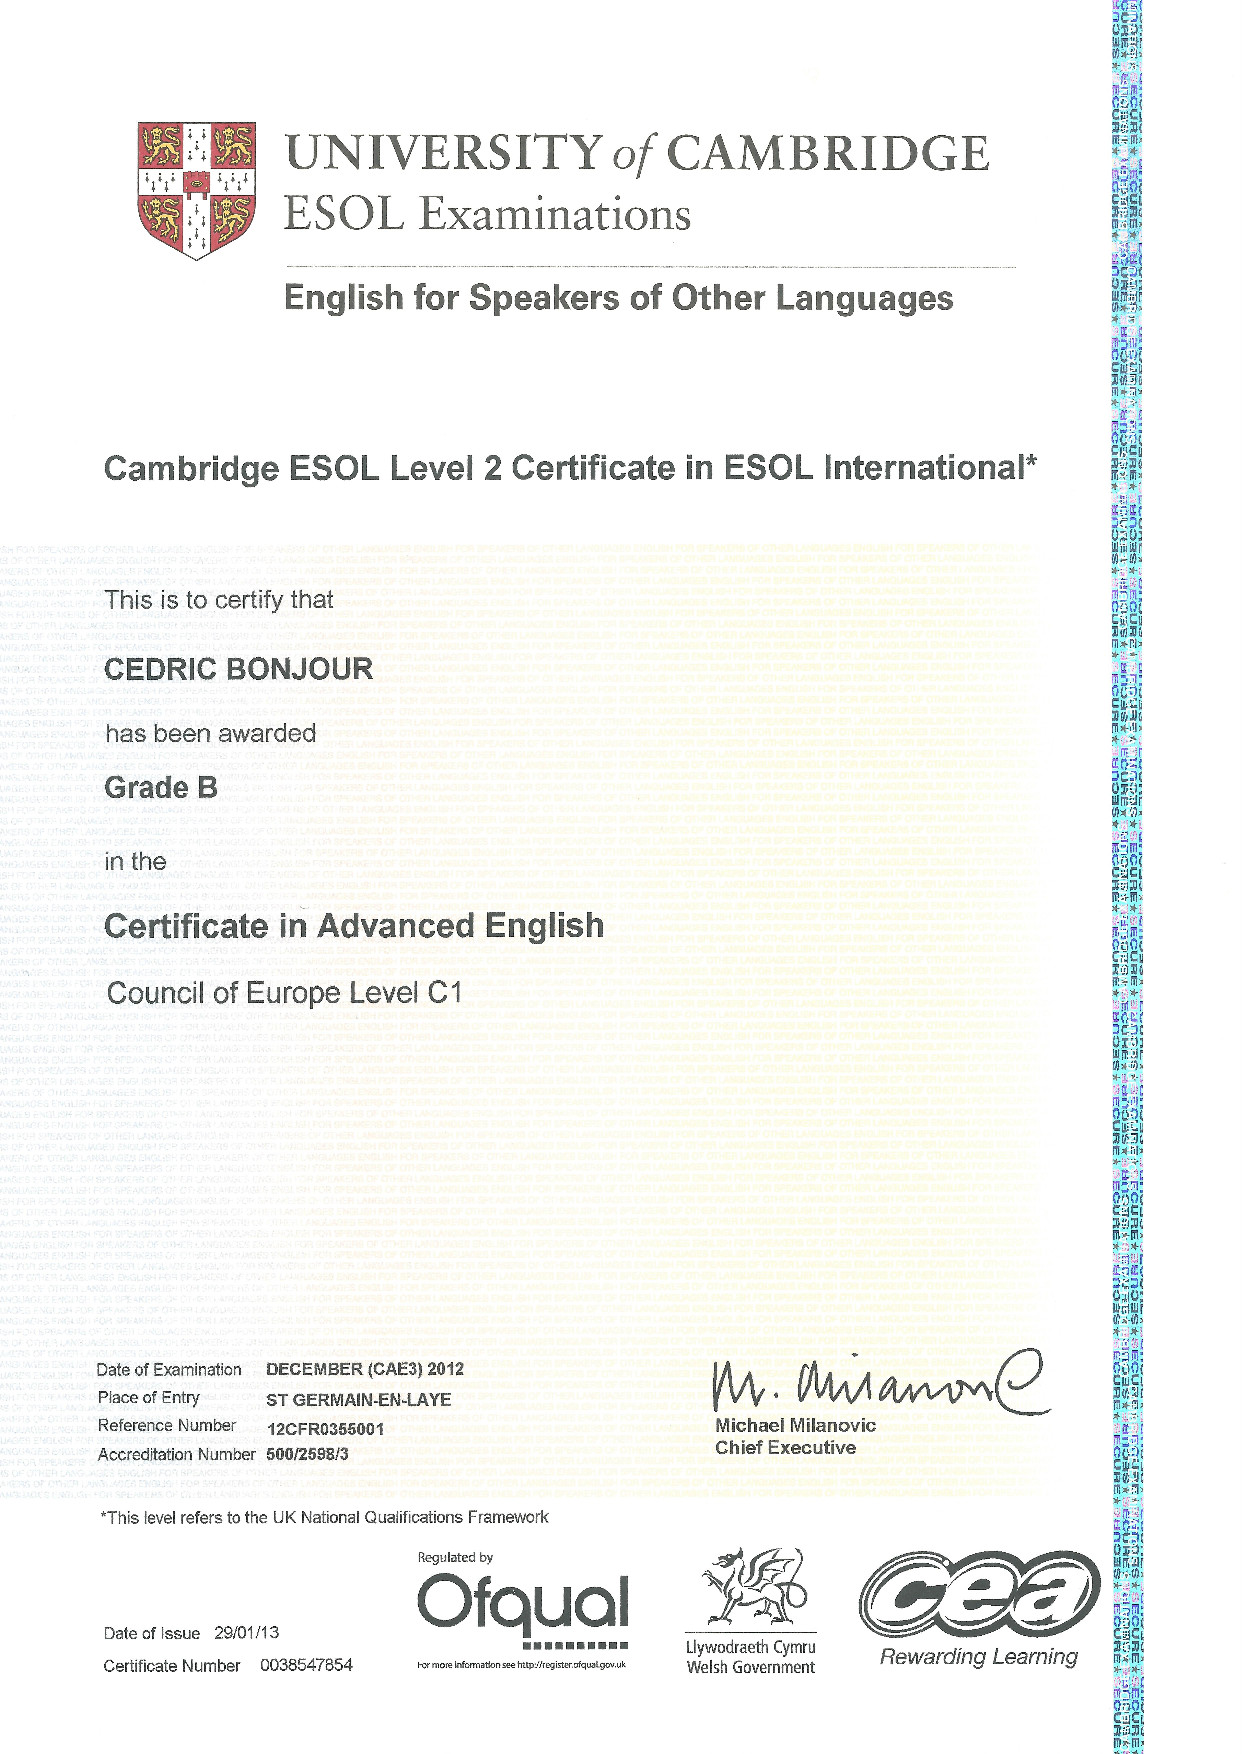 UNIVERSITY of CAMBRIDGE
ESOL Examinations
English for Speakers of Other Languages
Cambridge ESOL Level 2 Certificate in ESOL International*
This is to certify that
CEDRIC BONJOUR
has been awarded
Grade B
in the
Certificate in Advanced English
Council of Europe Level C1
Date of Examination DECEMBER (CAE3) 2012
Place of Entry ST GERMAIN-EN-LAYE
Reference Number 12CFR0355001
Accreditation Number 500/2598/3
M. Milanovic
Michael Milanovic
Chief Executive
*This level refers to the UK National Qualifications Framework
Regulated by
Ofqual
For more information see http://register.ofqual.gov.uk
Llywodraeth Cymru
Welsh Government
cea
Rewarding Learning
Date of Issue 29/01/13
Certificate Number 0038547854